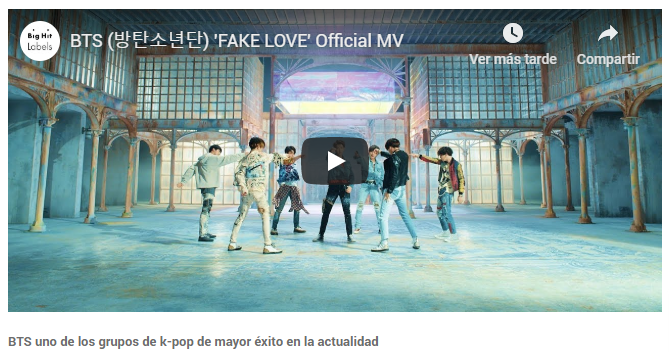 Big Hit
Labels
BTS (방탄소년단) 'FAKE LOVE' Official MV
Ver más tarde
Compartir
BTS uno de los grupos de k-pop de mayor éxito en la actualidad